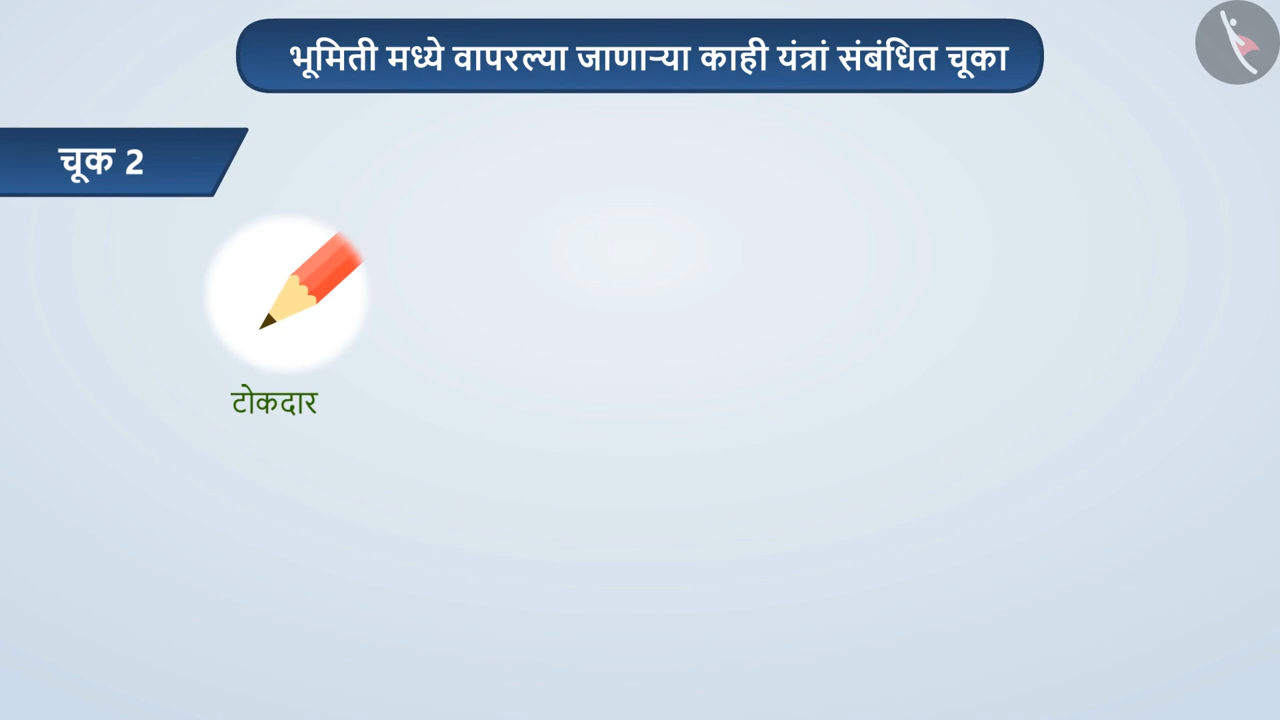 भूमिती मध्ये वापरल्या जाणाऱ्या काही यंत्रां संबंधित चूका
चूक 2
टोकदार